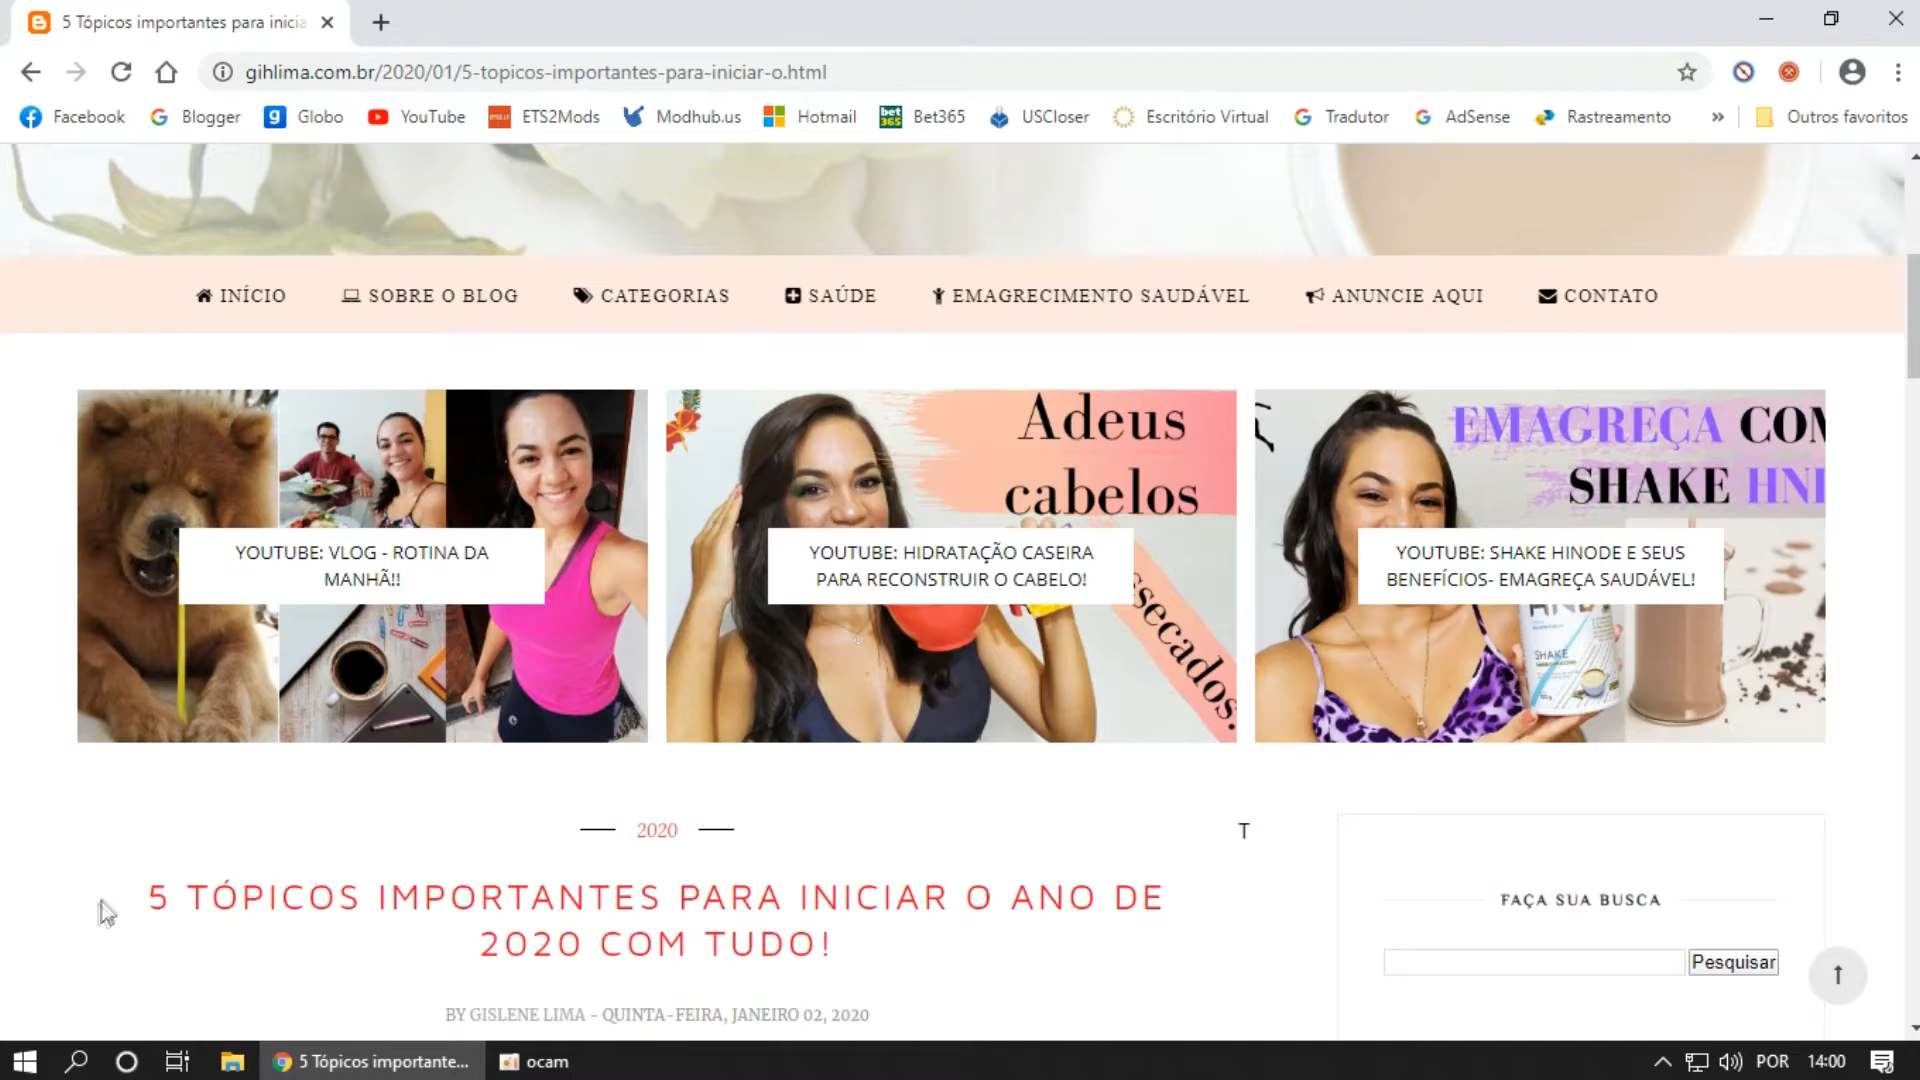 5 Tópicos importantes para inicia
gihlima.com.br/2020/01/5-topicos-importantes-para-iniciar-o.html
Facebook Blogger Globo YouTube ETS2Mods Modhub.us Hotmail bet365 Bet365 USCloser Escritório Virtual Tradutor AdSense Rastreamento » Outros favoritos
INÍCIO SOBRE O BLOG CATEGORIAS SAÚDE EMAGRECIMENTO SAUDÁVEL ANUNCIE AQUI CONTATO
YOUTUBE: VLOG - ROTINA DA
MANHÃ!!
Adeus
cabelos
ssecados.
YOUTUBE: HIDRATAÇÃO CASEIRA
PARA RECONSTRUIR O CABELO!
EMAGREÇA COM
SHAKE HND
YOUTUBE: SHAKE HINODE E SEUS
BENEFÍCIOS- EMAGREÇA SAUDÁVEL!
SHAKE
2020
T
5 TÓPICOS IMPORTANTES PARA INICIAR O ANO DE
2020 COM TUDO!
BY GISLENE LIMA - QUINTA-FEIRA, JANEIRO 02, 2020
FAÇA SUA BUSCA
Pesquisar
5 Tópicos importante... ocam POR 14:00